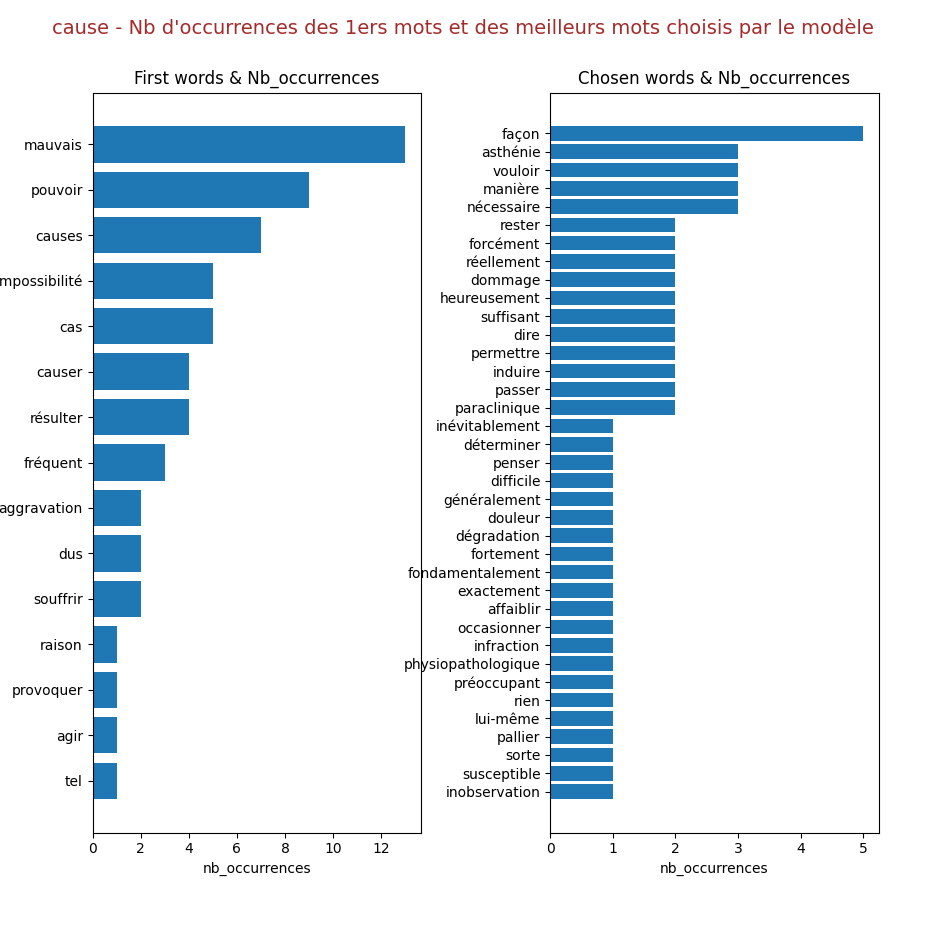 cause - Nb d'occurrences des 1ers mots et des meilleurs mots choisis par le modèle
First words & Nb_occurrences
mauvais
pouvoir
causes
mpossibilité
cas
causer
résulter
fréquent
aggravation
dus
souffrir
raison
provoquer
agir
tel
0 2 4 6 8 10 12
nb_occurrences
Chosen words & Nb_occurrences
façon
asthénie
vouloir
manière
nécessaire
rester
forcément
réellement
dommage
heureusement
suffisant
dire
permettre
induire
passer
paraclinique
inévitablement
déterminer
penser
difficile
généralement
douleur
dégradation
fortement
fondamentalement
exactement
affaiblir
occasionner
infraction
physiopathologique
préoccupant
rien
lui-même
pallier
sorte
susceptible
inobservation
0 1 2 3 4 5
nb_occurrences